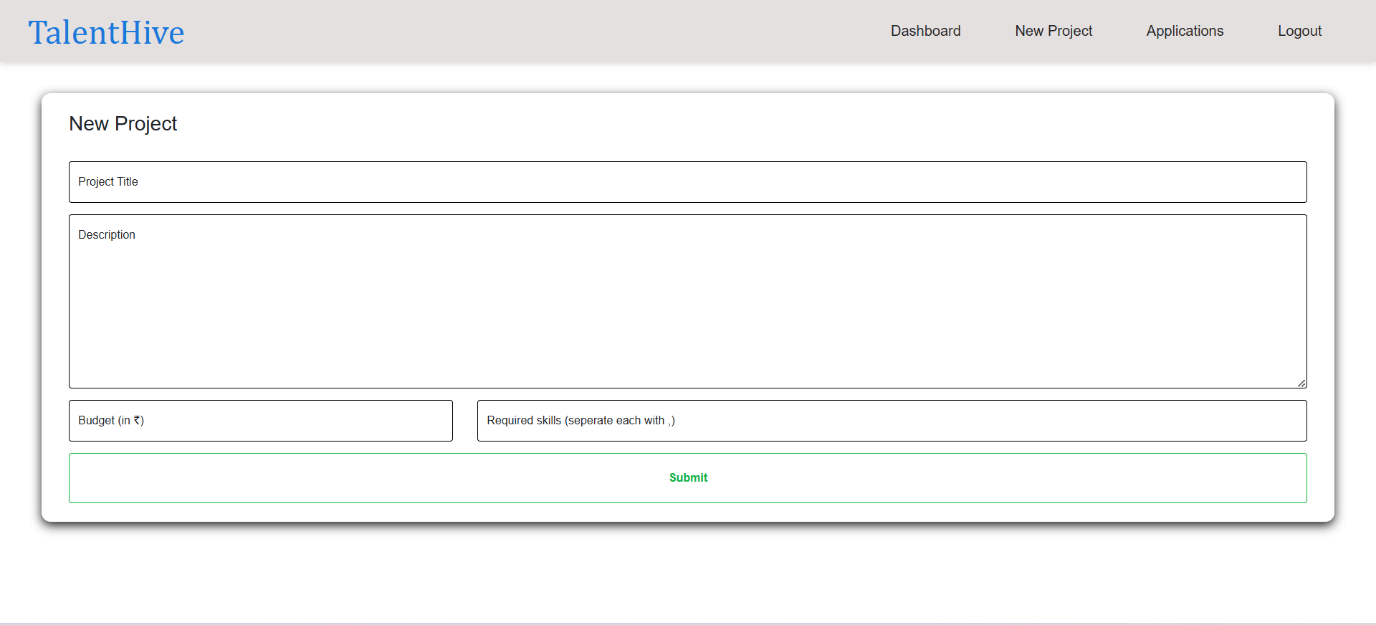 TalentHive
Dashboard New Project Applications Logout
New Project
Project Title
Description
Budget (in ₹) Required skills (seperate each with ,)
Submit